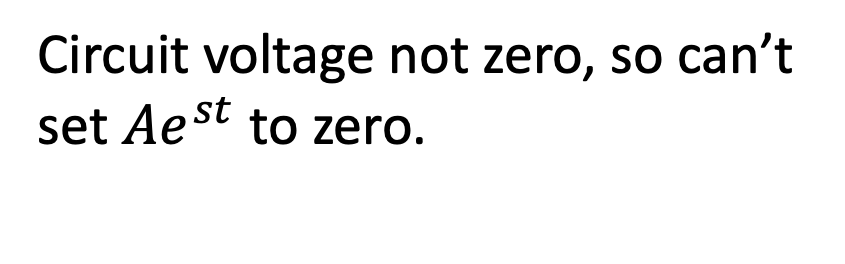 Circuit voltage not zero, so can’t
set 𝐴𝑒^𝑠𝑡 to zero.